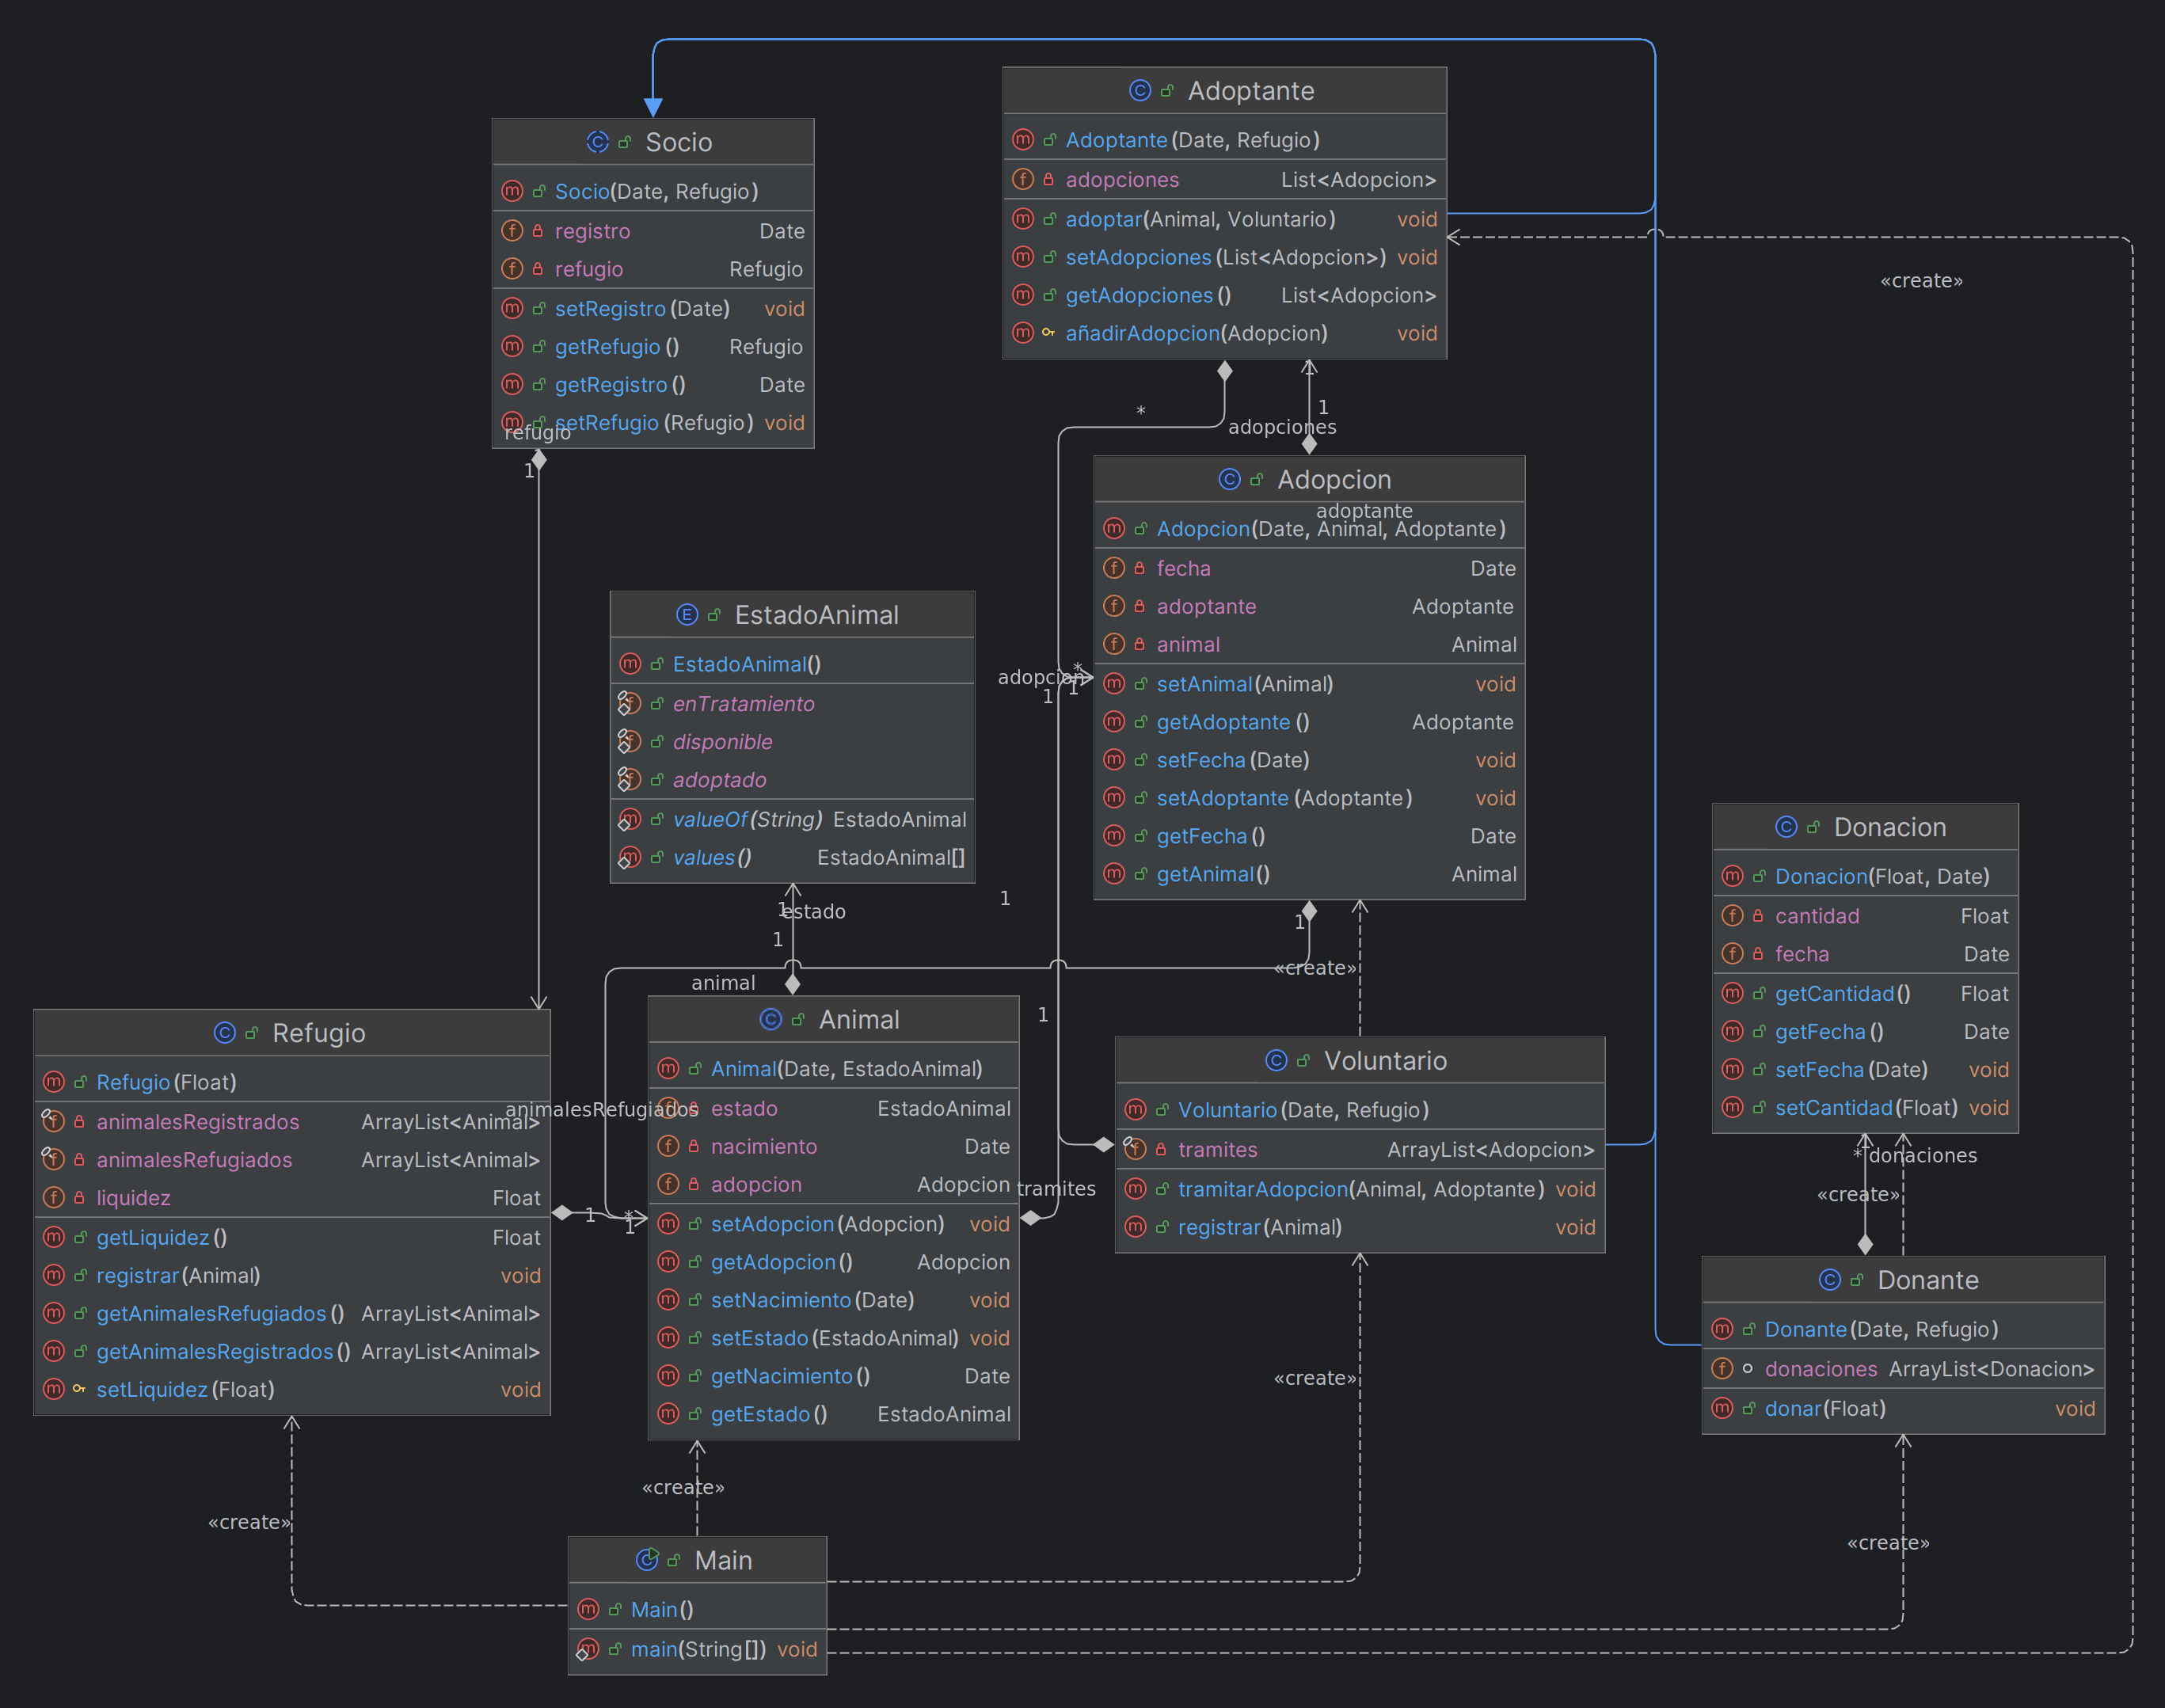 Adoptante
Adoptante(Date, Refugio)
adopciones List<Adopcion>
adoptar(Animal, Voluntario) void
setAdopciones(List<Adopcion>) void
getAdopciones() List<Adopcion>
añadirAdopcion(Adopcion) void
Socio
Socio(Date, Refugio)
registro Date
refugio Refugio
setRegistro(Date) void
getRefugio() Refugio
getRegistro() Date
setRefugio(Refugio) void
refugio
1
«create»
*
1
adopciones
1
Adopcion
adoptante
Adopcion(Date, Animal, Adoptante)
fecha Date
adoptante Adoptante
animal Animal
setAnimal(Animal) void
getAdoptante() Adoptante
setFecha(Date) void
setAdoptante(Adoptante) void
getFecha() Date
getAnimal() Animal
adopcion
*
1
1
EstadoAnimal
EstadoAnimal()
enTratamiento
disponible
adoptado
valueOf(String) EstadoAnimal
values() EstadoAnimal[]
1
estado
1
1
1
«create»
animal
1
Donacion
Donacion(Float, Date)
cantidad Float
fecha Date
getCantidad() Float
getFecha() Date
setFecha(Date) void
setCantidad(Float) void
1
* donaciones
«create»
Refugio
Refugio(Float)
animalesRegistrados ArrayList<Animal>
animalesRefugiados ArrayList<Animal>
liquidez Float
getLiquidez() Float
registrar(Animal) void
getAnimalesRefugiados() ArrayList<Animal>
getAnimalesRegistrados() ArrayList<Animal>
setLiquidez(Float) void
animalesRefugiados
1
*
1
Animal
Animal(Date, EstadoAnimal)
estado EstadoAnimal
nacimiento Date
adopcion Adopcion
setAdopcion(Adopcion) void
getAdopcion() Adopcion
setNacimiento(Date) void
setEstado(EstadoAnimal) void
getNacimiento() Date
getEstado() EstadoAnimal
tramites
Voluntario
Voluntario(Date, Refugio)
tramites ArrayList<Adopcion>
tramitarAdopcion(Animal, Adoptante) void
registrar(Animal) void
Donante
Donante(Date, Refugio)
donaciones ArrayList<Donacion>
donar(Float) void
«create»
«create»
«create»
«create»
Main
Main()
main(String[]) void